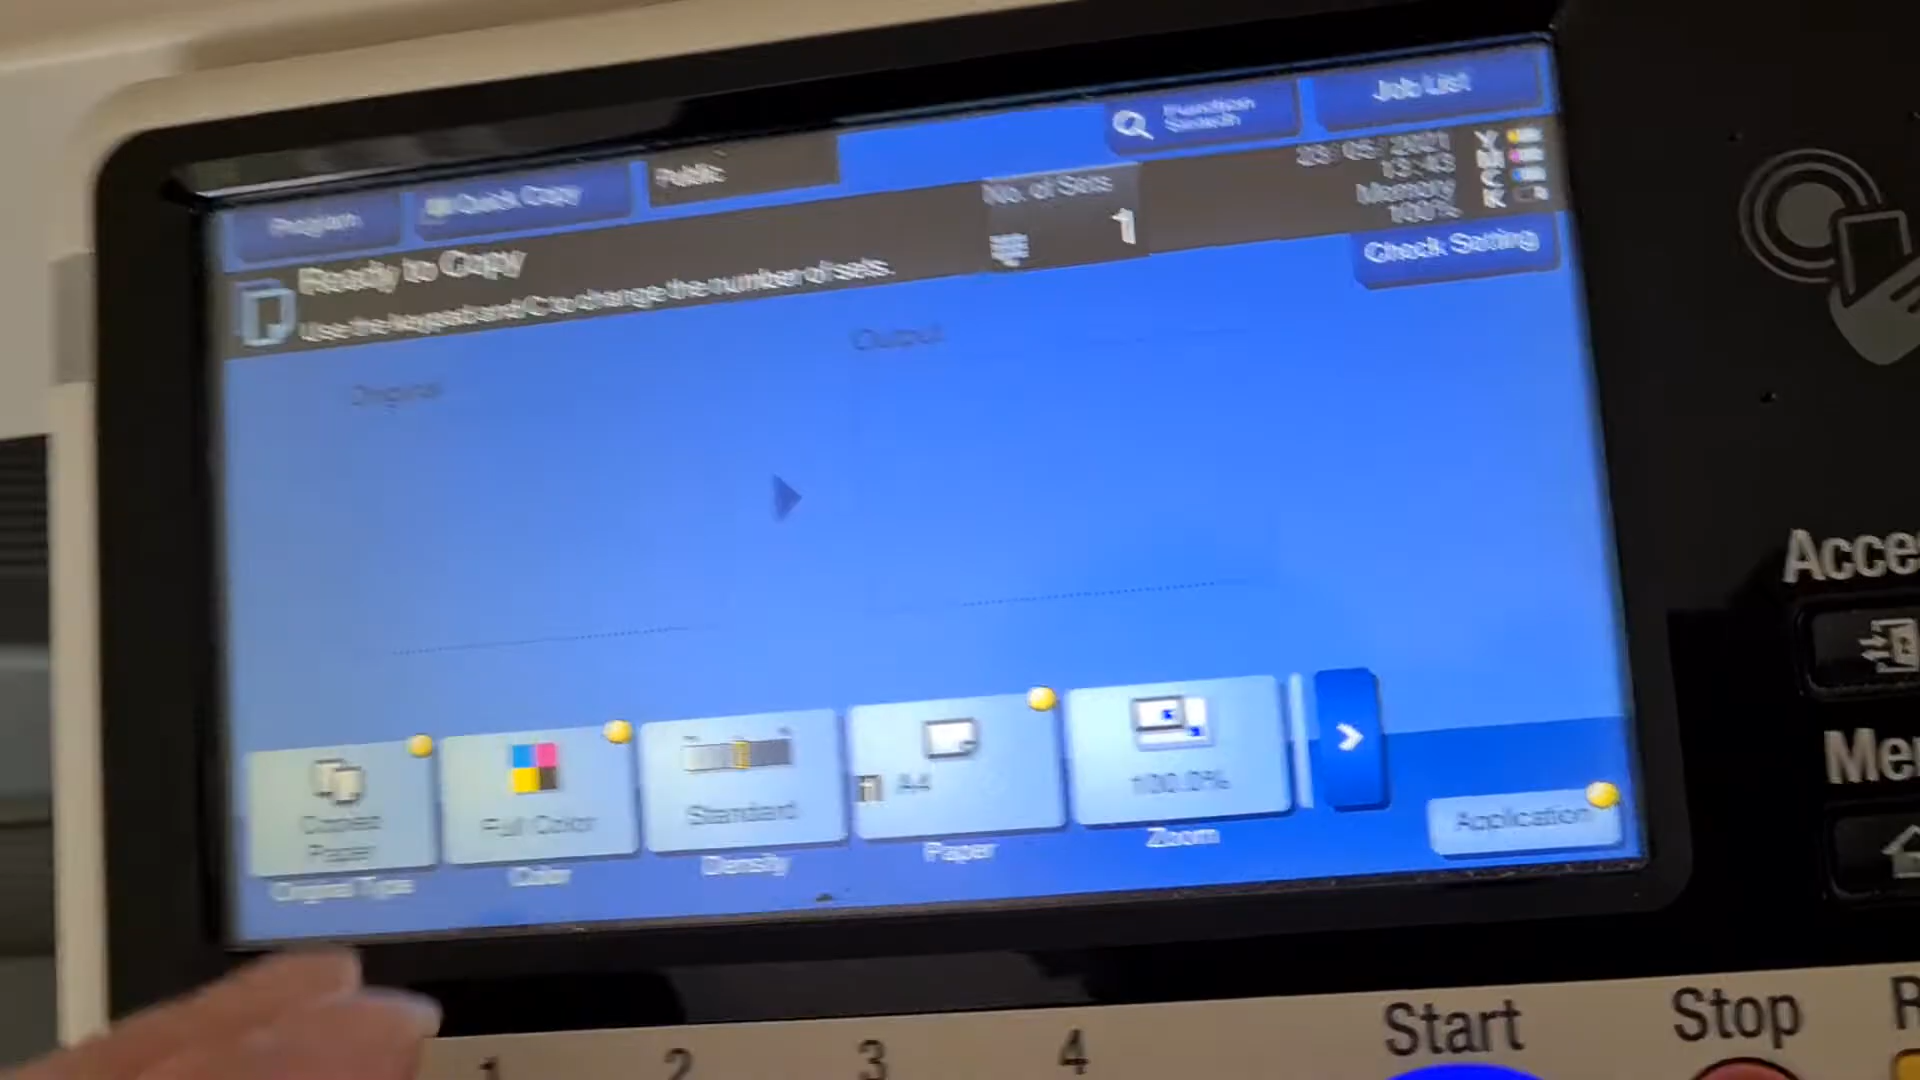 Function
Search
Job List
Program
Quick Copy
Public
No. of Sets
1
23/05/2021
13:43
Memory
100%
Y
M
C
K
Ready to Copy
Use the keypad and C to change the number of sets.
Check Setting
Original
Output
Copied
Paper
Original Type
Full Color
Color
Standard
Density
A4
Paper
100.0%
Zoom
Application
Acce
Me
Start
Stop
R
1
2
3
4